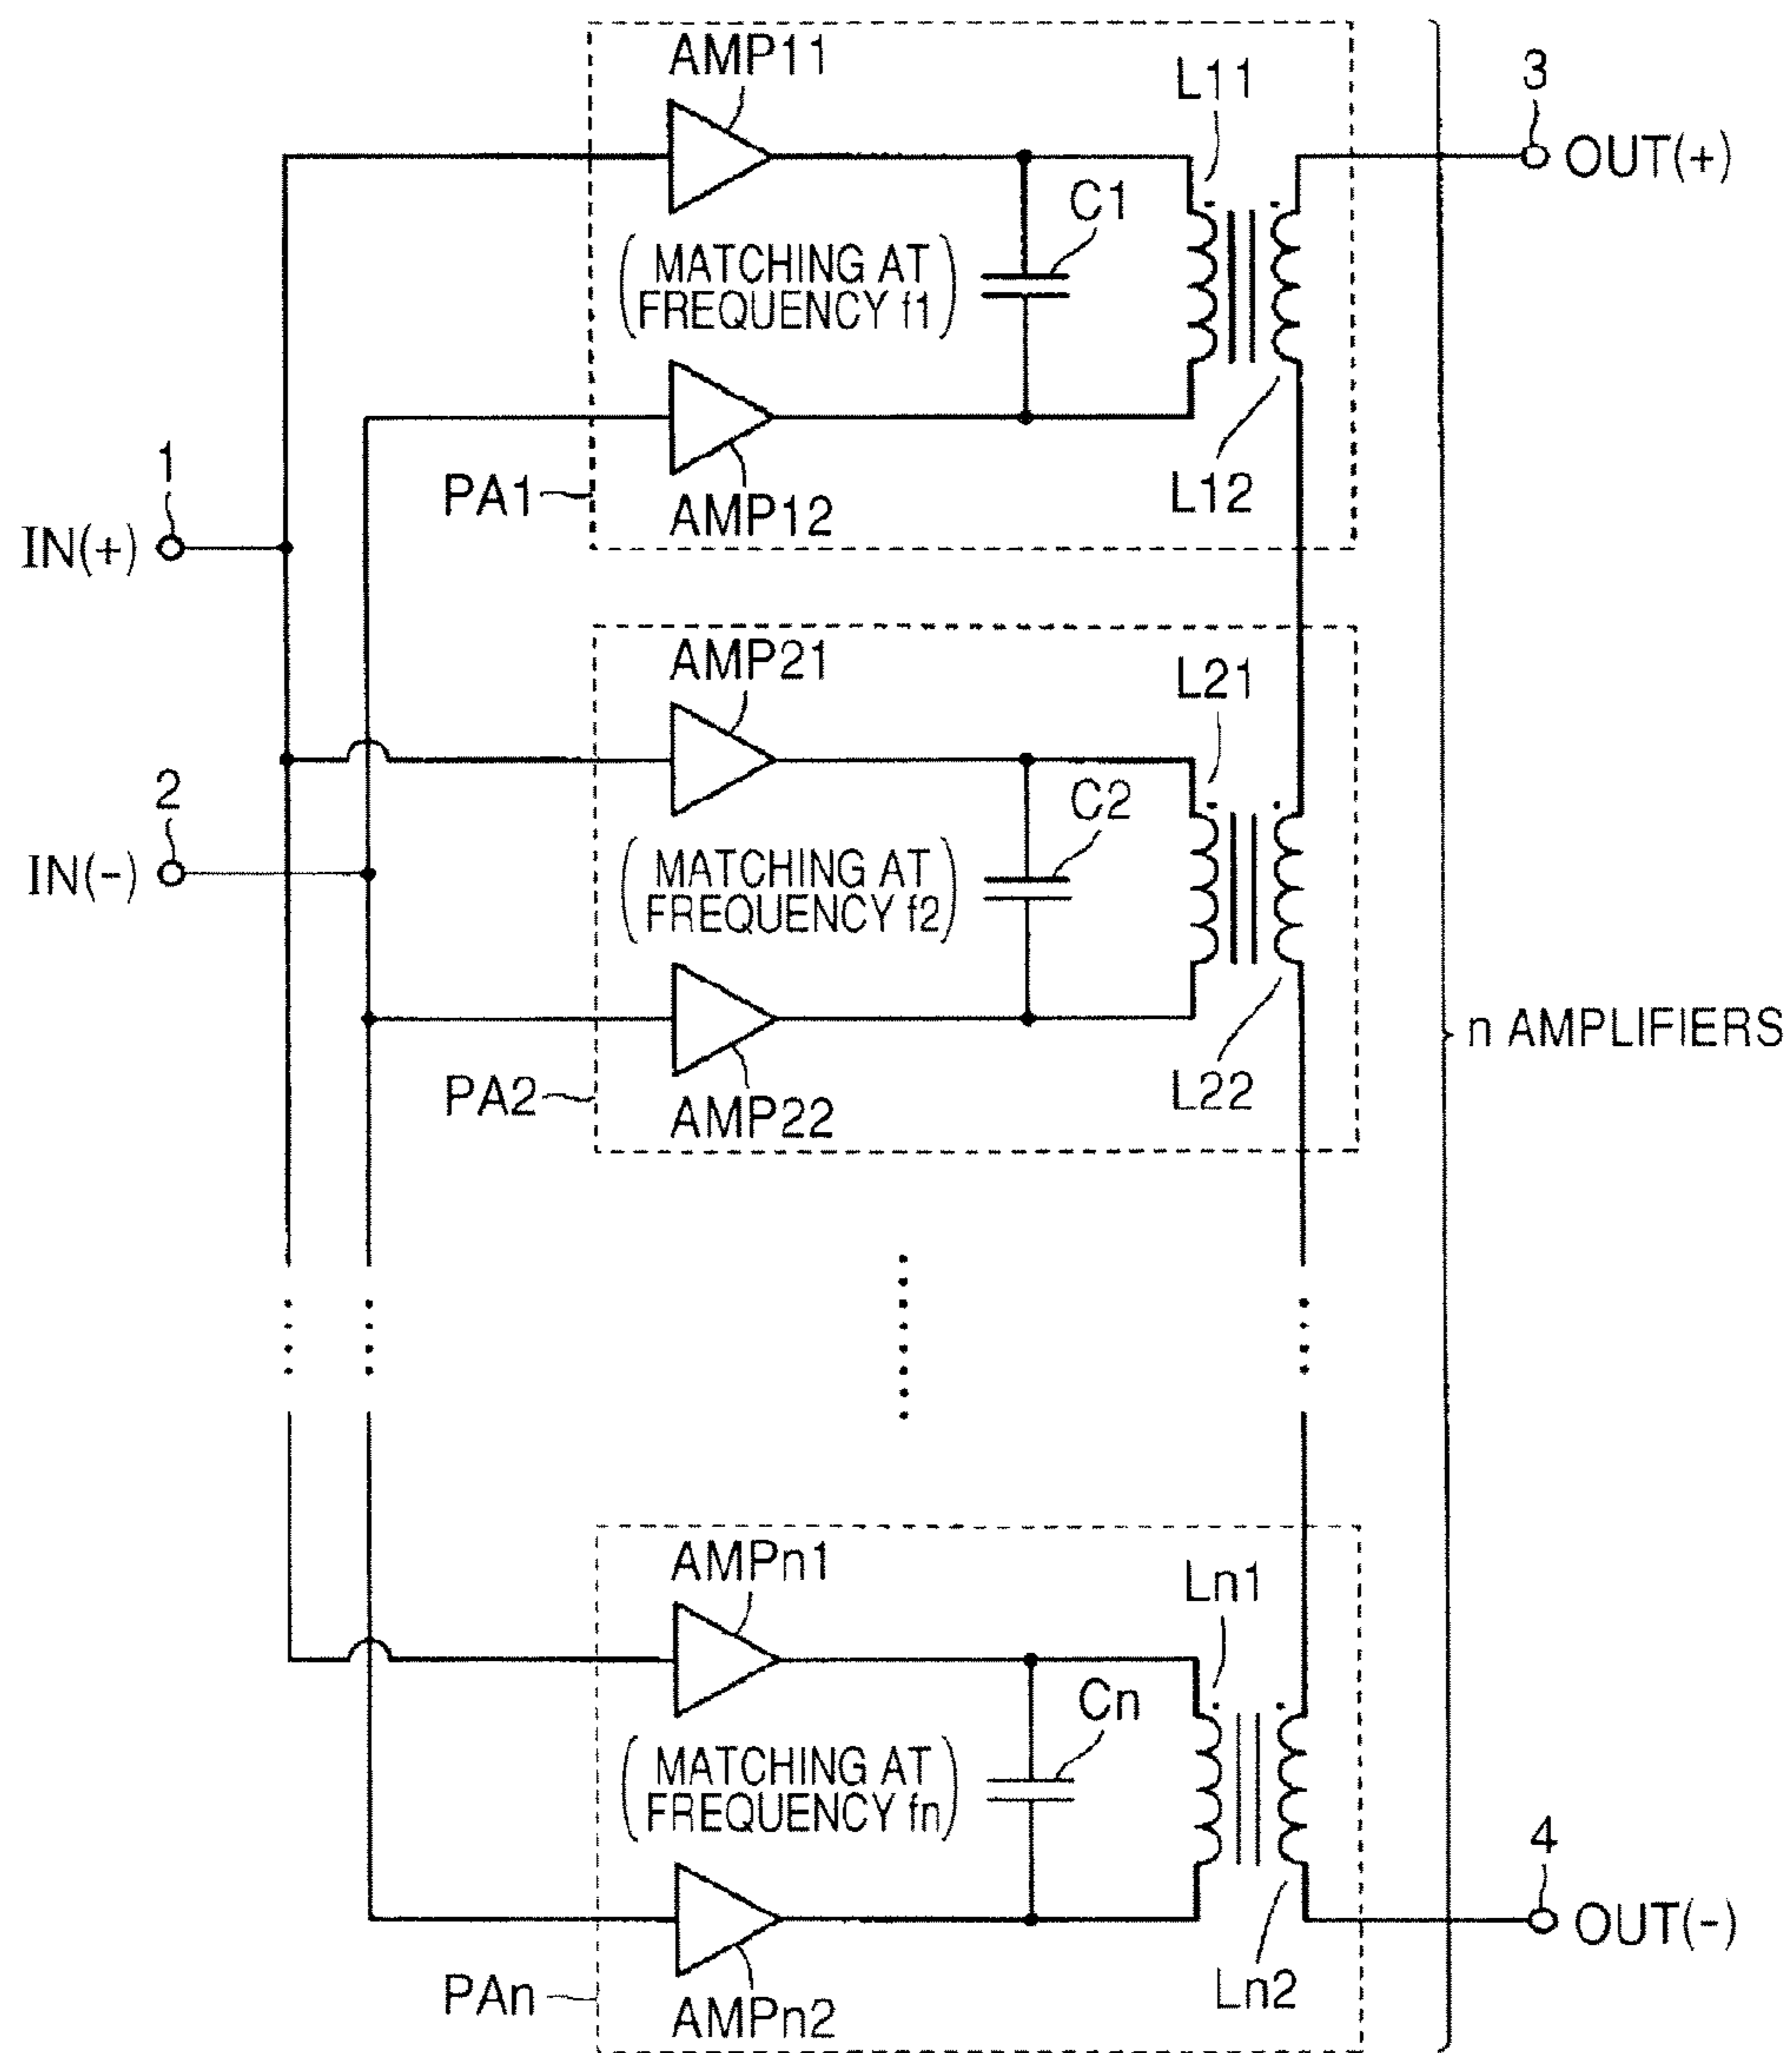 AMP11
L11
3
OUT(+)
C1
(MATCHING AT
FREQUENCY f1)
PA1
AMP12
L12
1
IN(+)
AMP21
L21
2
IN(-)
C2
(MATCHING AT
FREQUENCY f2)
n AMPLIFIERS
PA2
AMP22
L22
AMPn1
Ln1
Cn
(MATCHING AT
FREQUENCY fn)
4
OUT(-)
PAn
AMPn2
Ln2